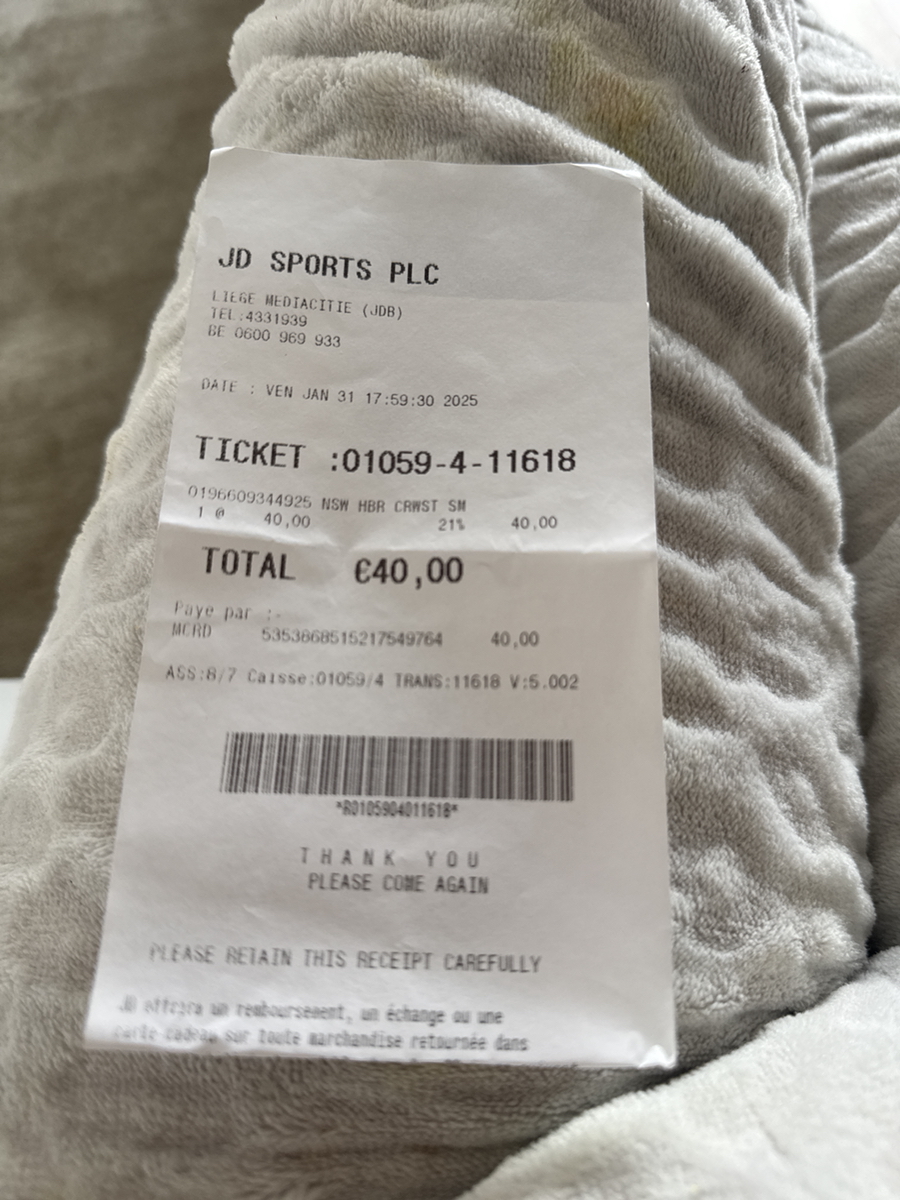 JD SPORTS PLC
LIEGE MEDIACITIE (JDB)
TEL:4331939
BE 0600 969 933
DATE : VEN JAN 31 17:59:30 2025
TICKET :01059-4-11618
0196609344925 NSW HBR CRWST SM
1 @ 40,00 21% 40,00
TOTAL €40,00
Paye par :-
MCRD 5353868515217549764 40,00
ASS:8/7 Caisse:01059/4 TRANS:11618 V:5.002
*R0105904011618*
THANK YOU
PLEASE COME AGAIN
PLEASE RETAIN THIS RECEIPT CAREFULLY
JD offrira un remboursement, un échange ou une
carte cadeau sur toute marchandise retournée dans